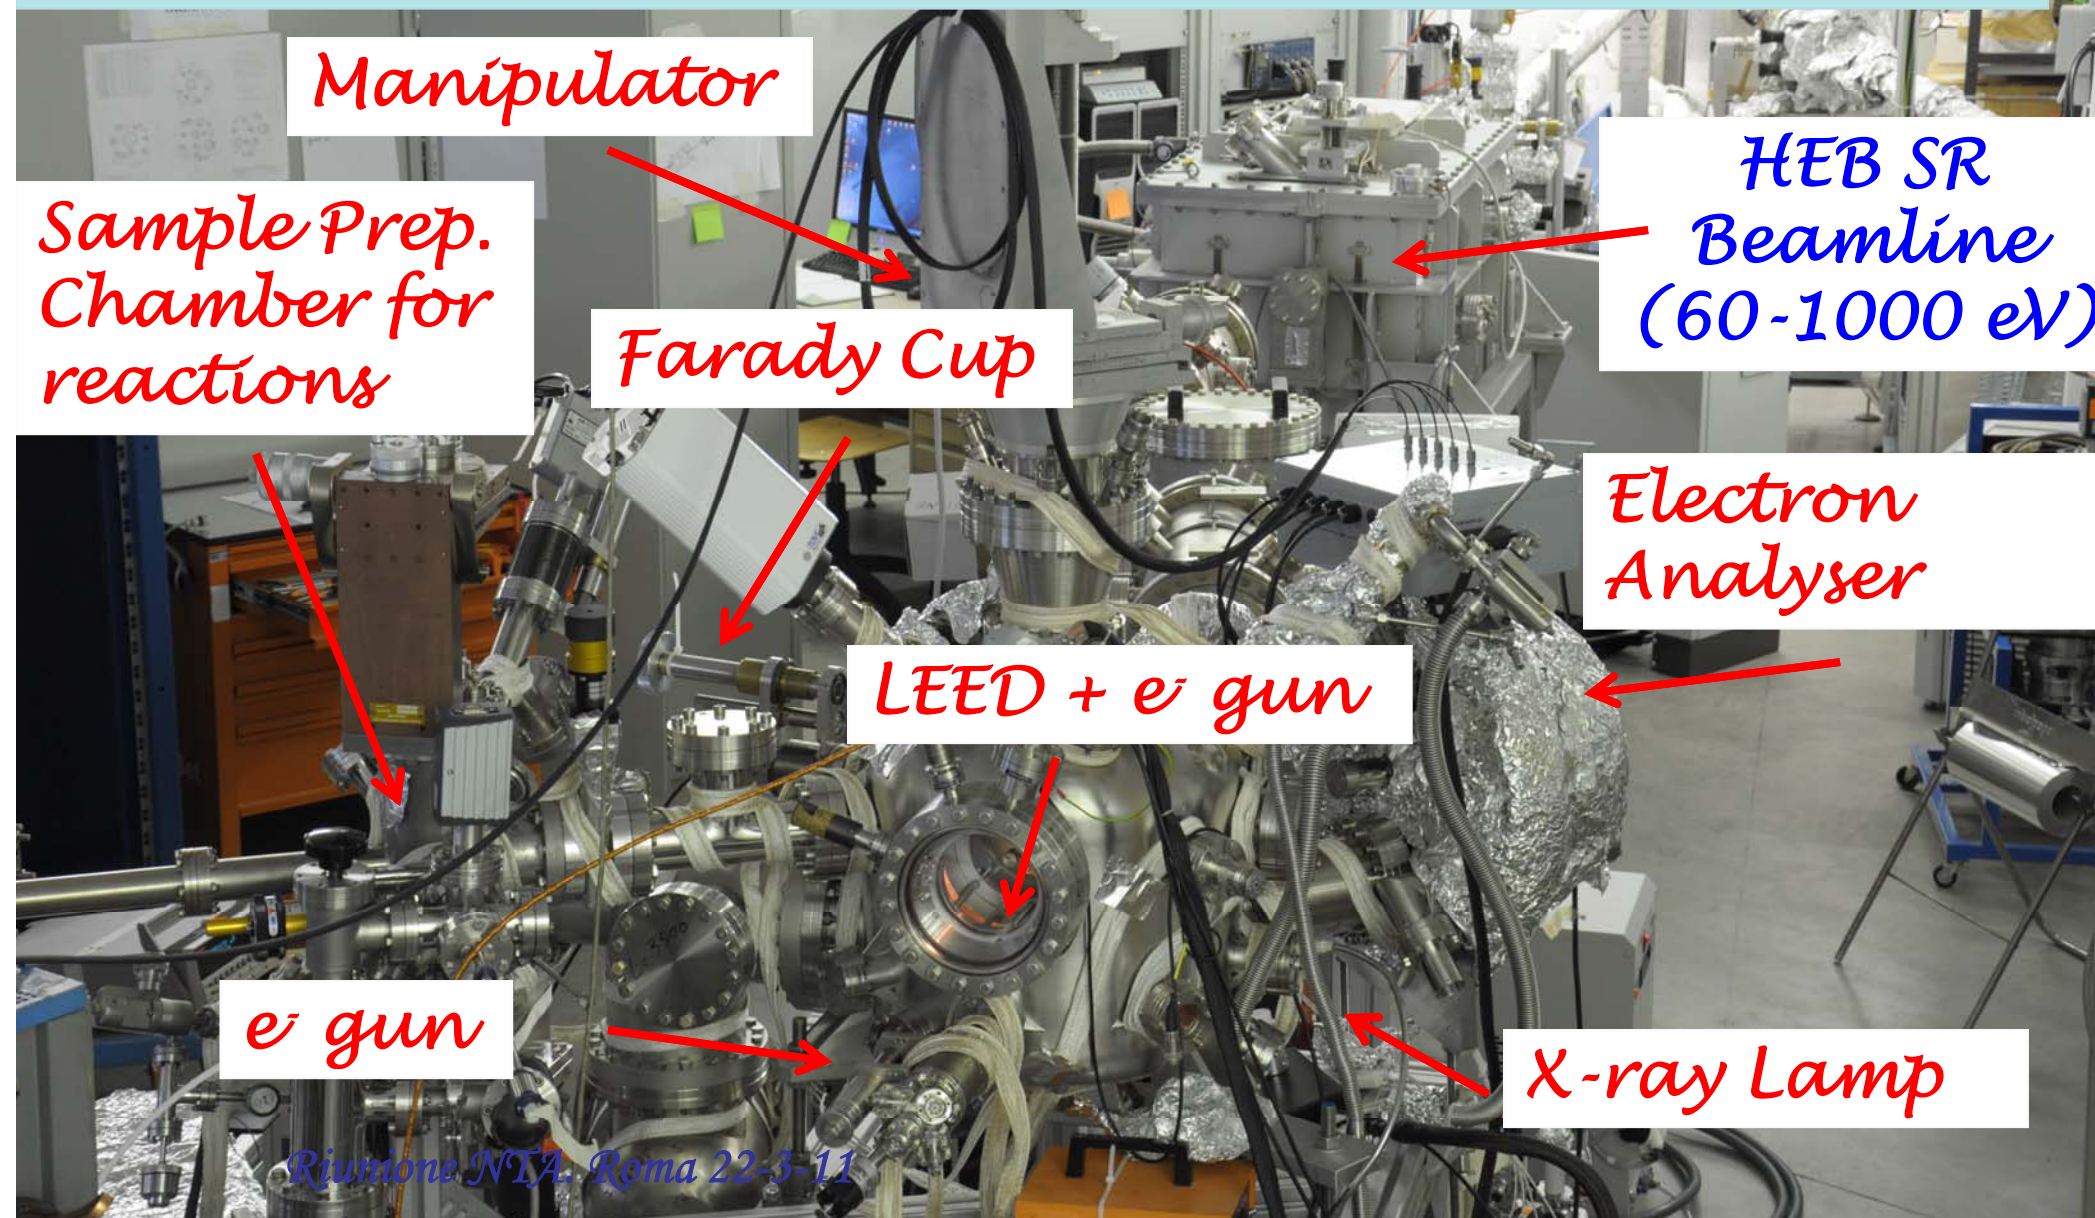 Manipulator
HEB SR
Beamline
(60-1000 eV)
Sample Prep.
Chamber for
reactions
Farady Cup
Electron
Analyser
LEED + e- gun
e- gun
X-ray Lamp
Riunione NTA. Roma 22-3-11